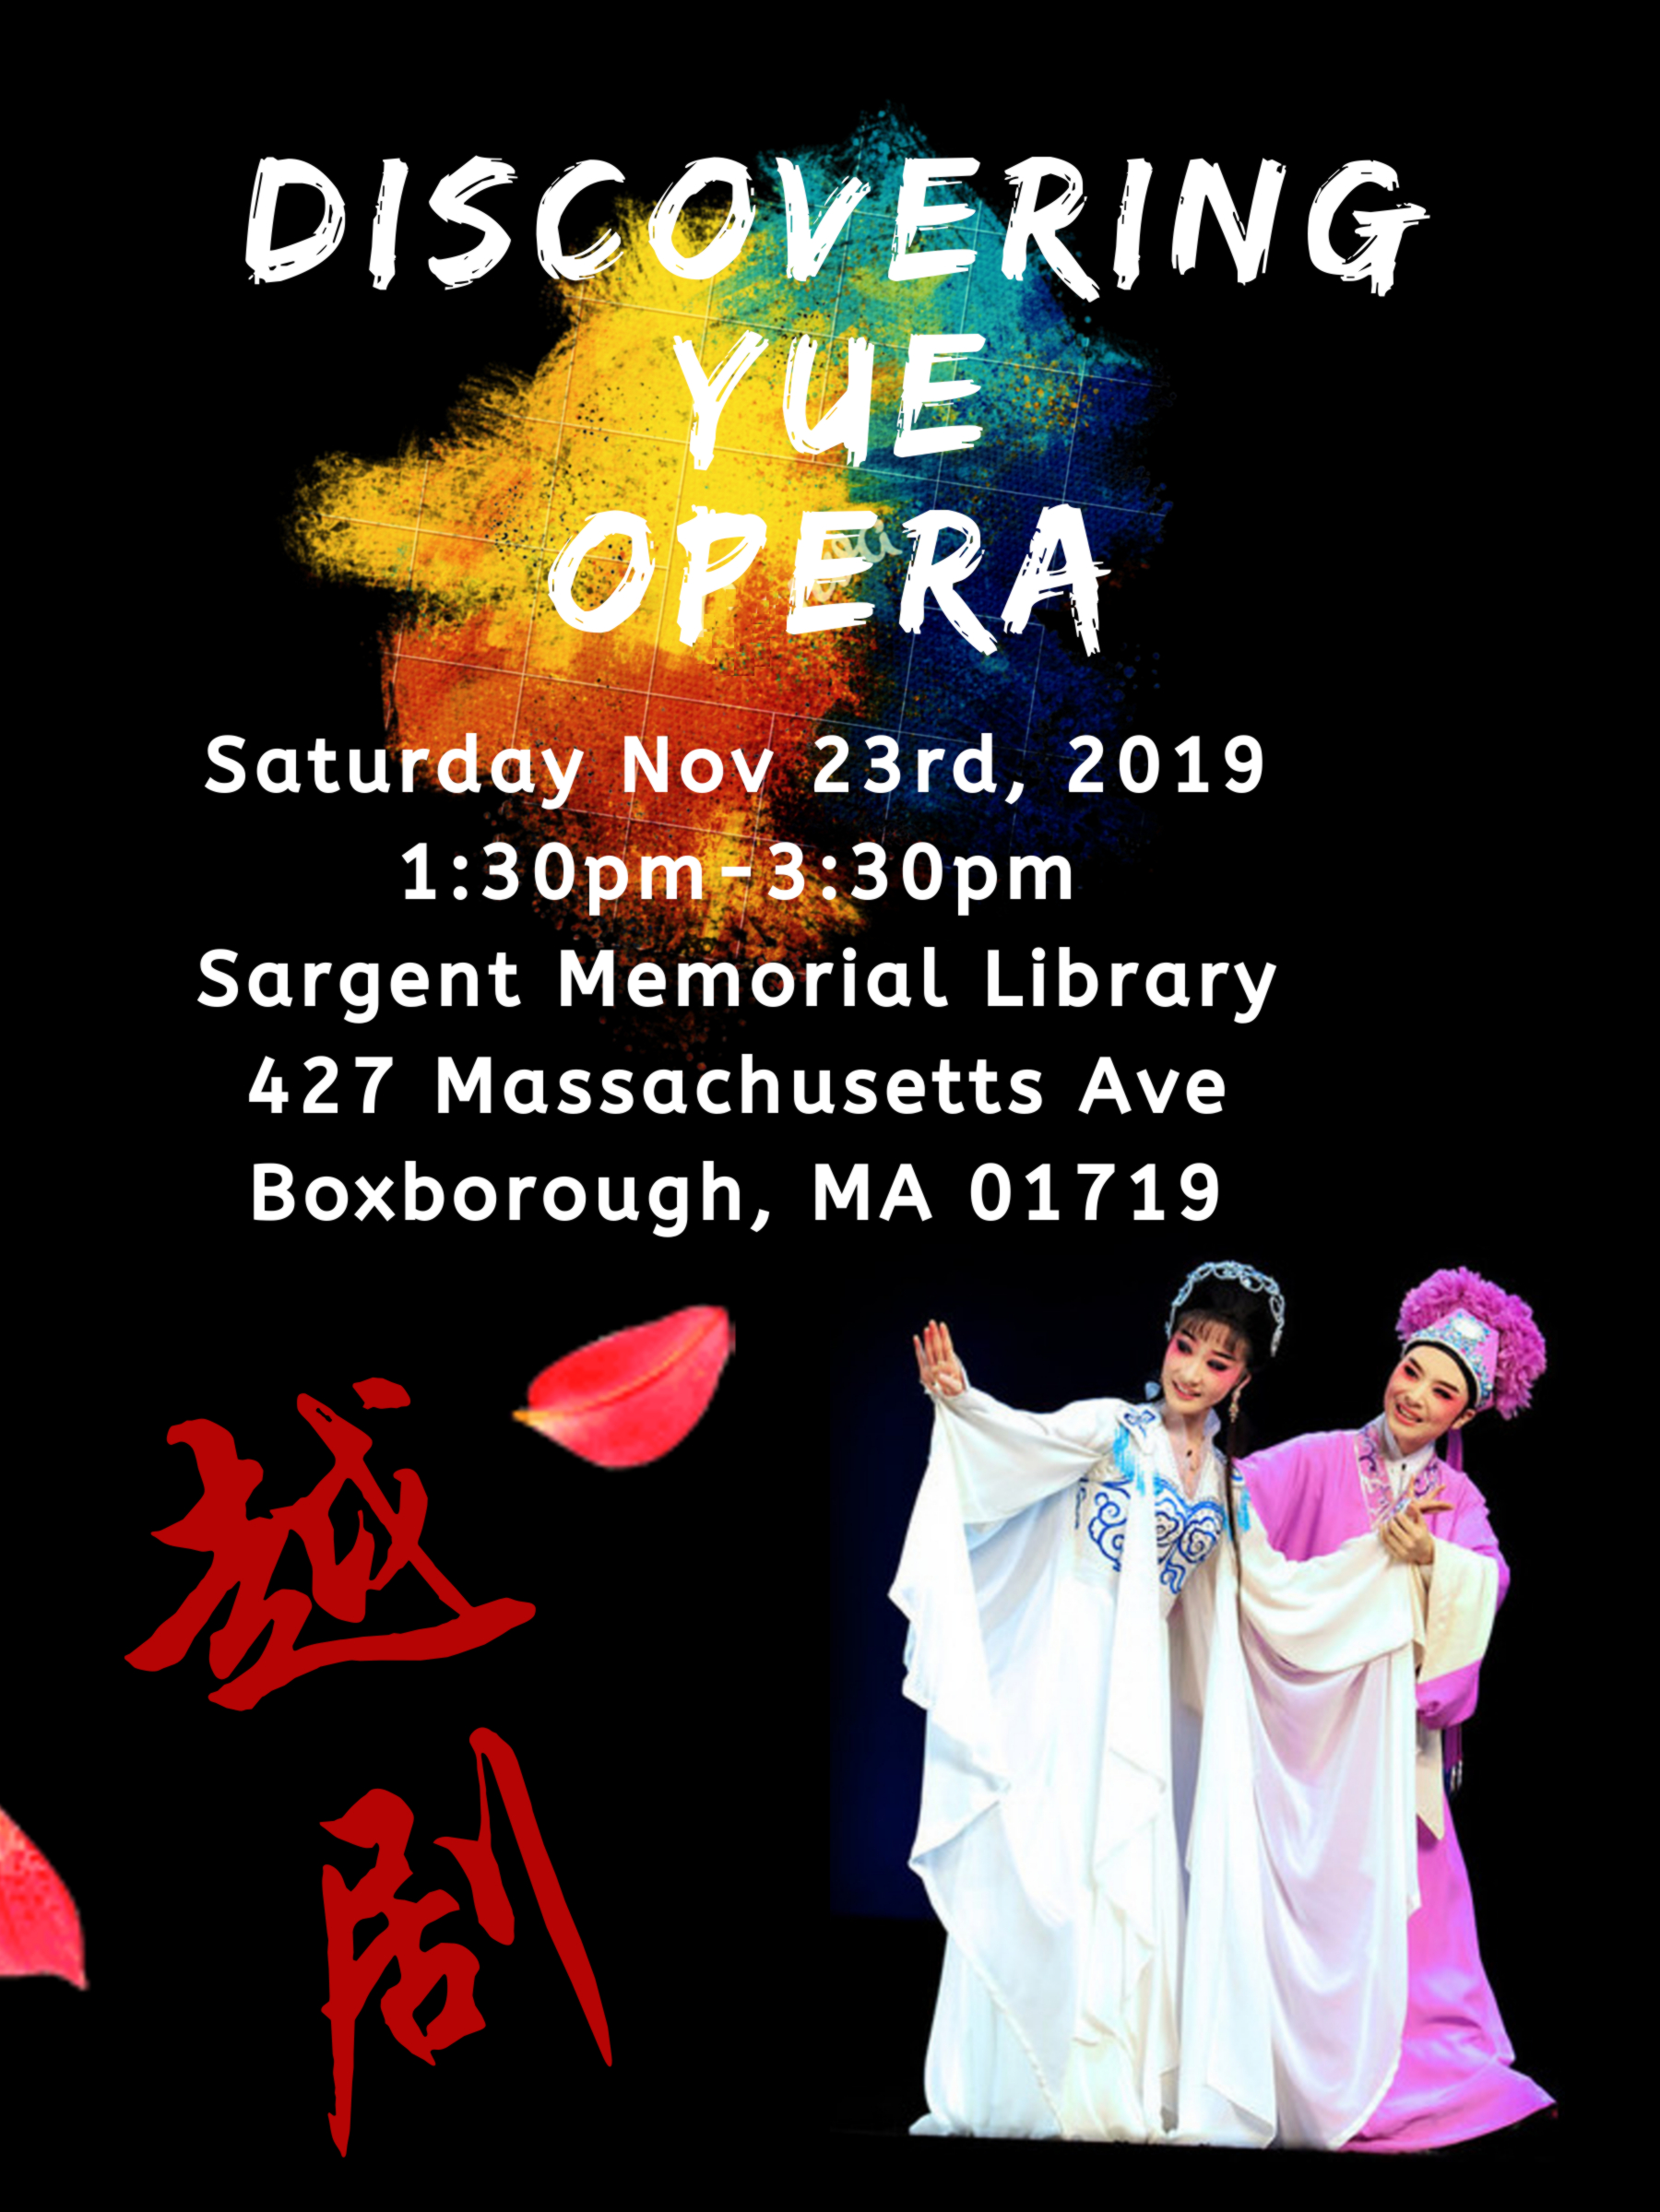 DISCOVERING
YUE
OPERA
Saturday Nov 23rd, 2019
1:30pm-3:30pm
Sargent Memorial Library
427 Massachusetts Ave
Boxborough, MA 01719
越
剧